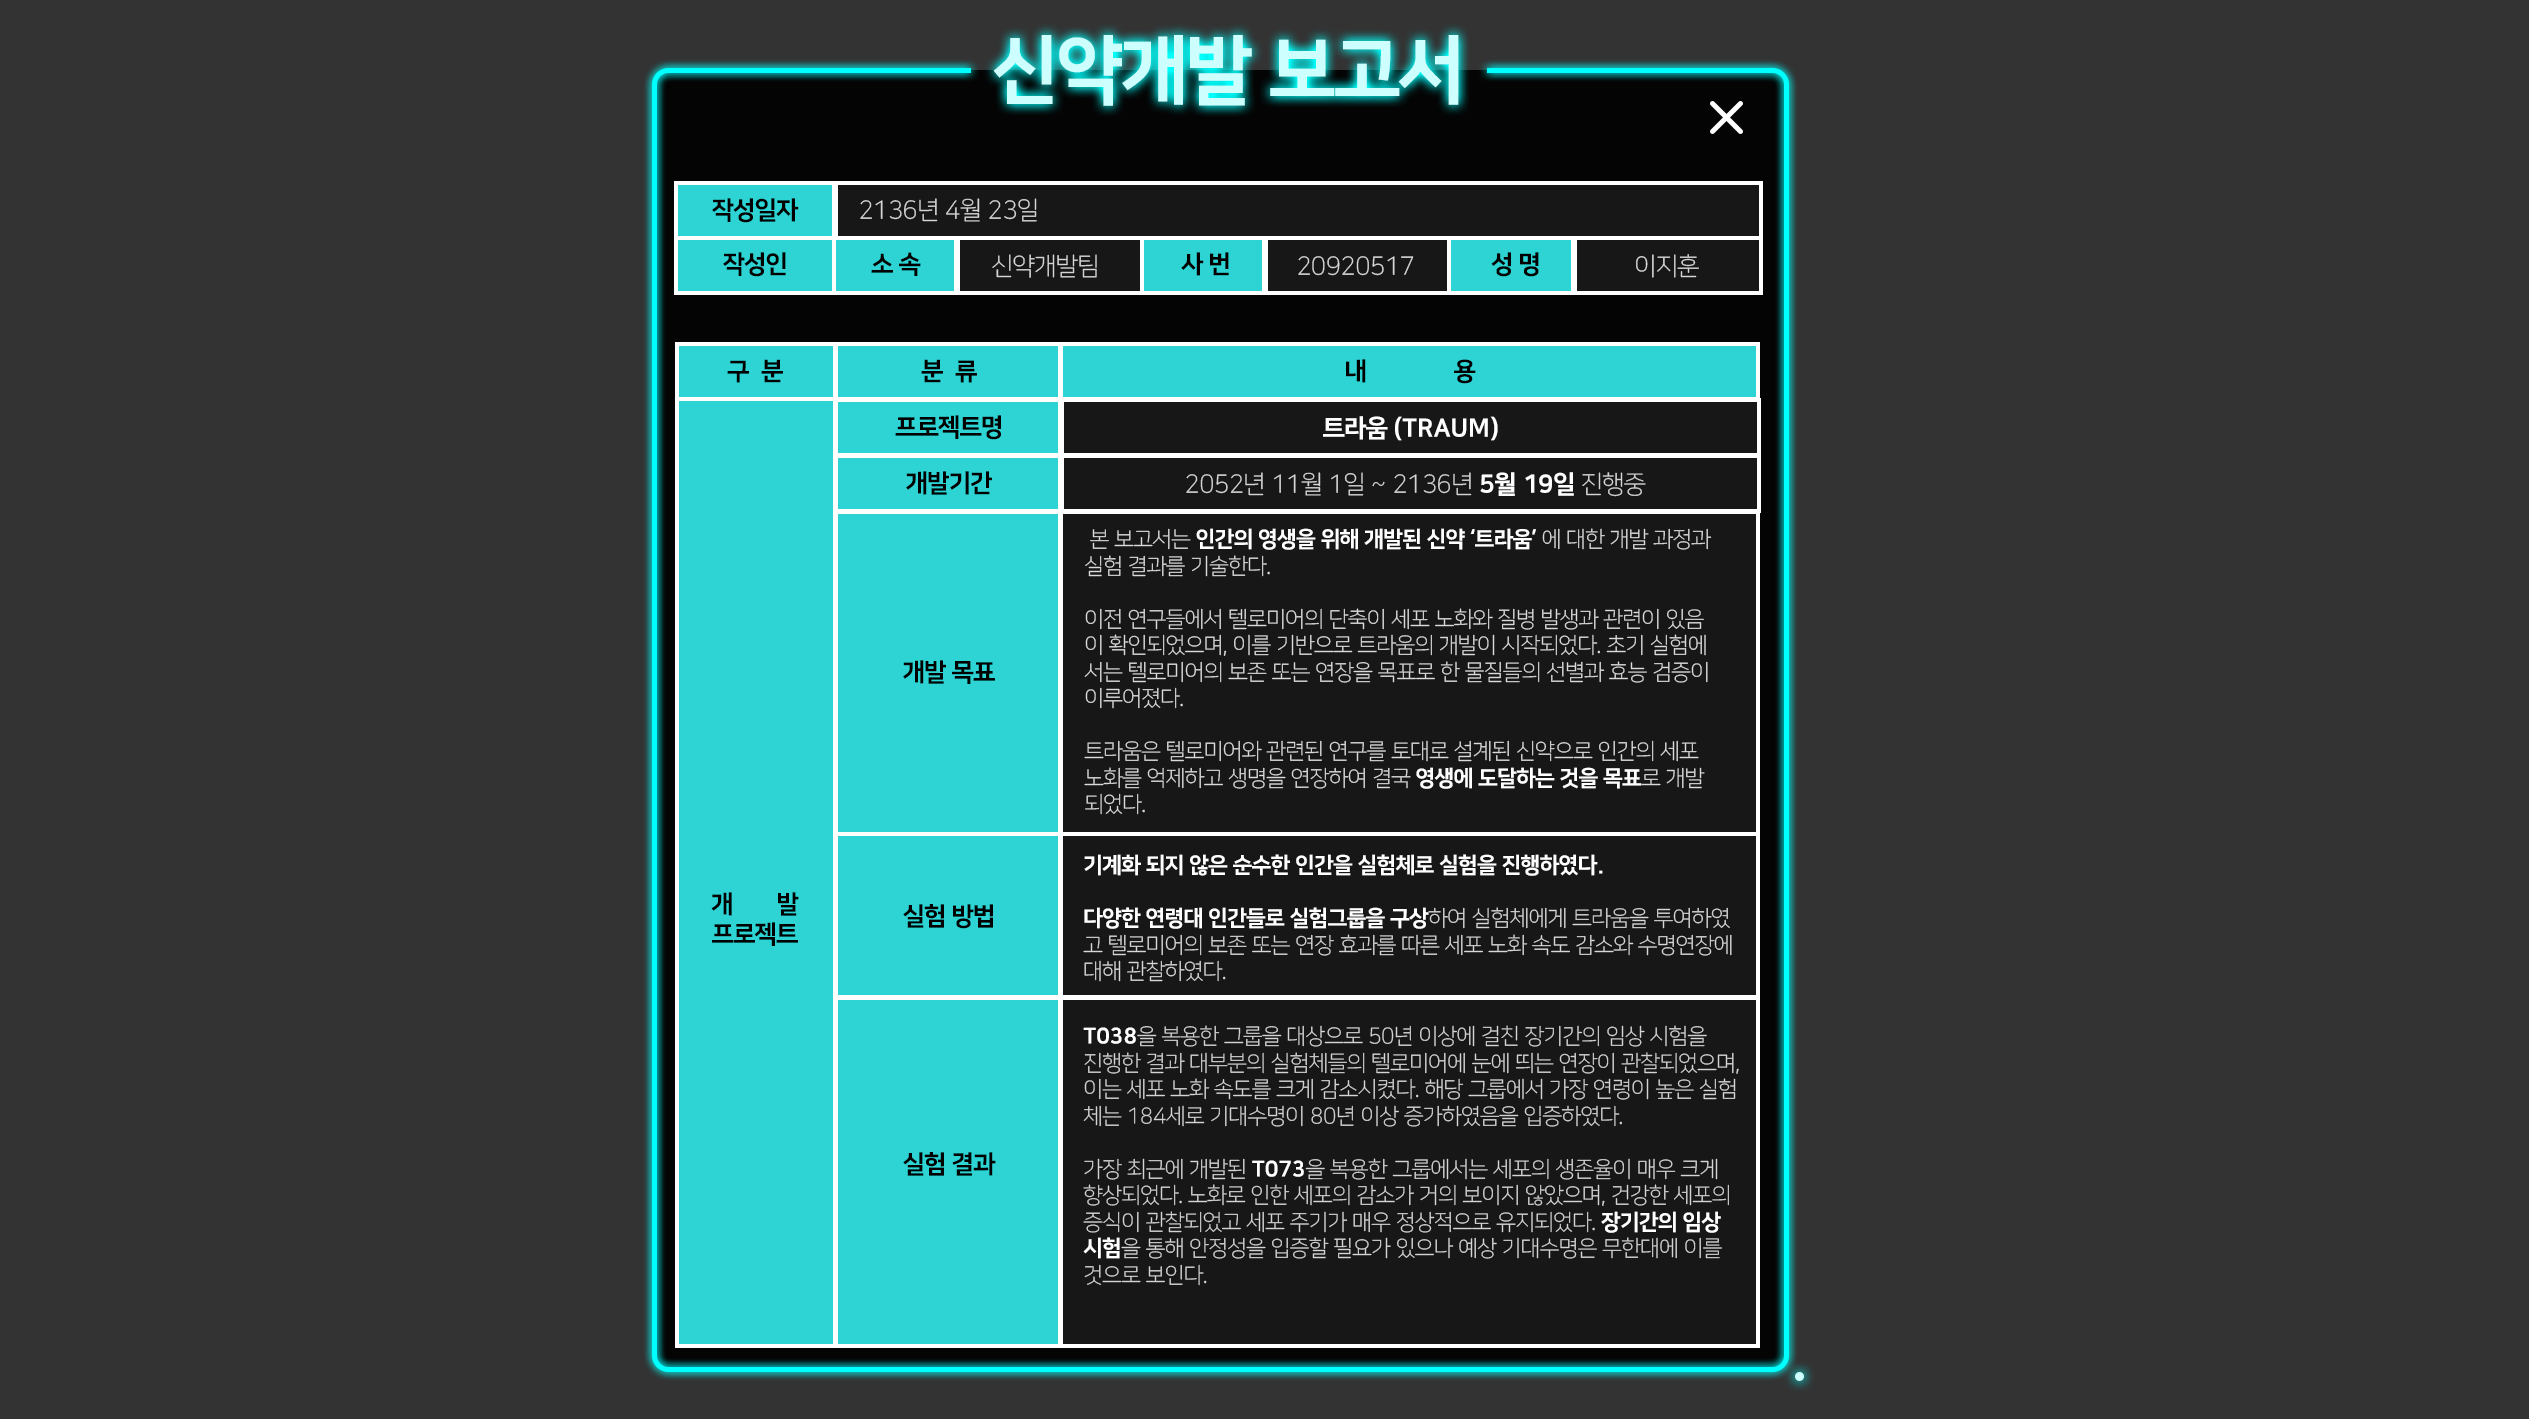 신약개발 보고서
작성일자 2136년 4월 23일
작성인 소 속 신약개발팀 사 번 20920517 성 명 이지훈
구 분 분 류 내 용
개 발
프로젝트
프로젝트명 트라움 (TRAUM)
개발기간 2052년 11월 1일 ~ 2136년 5월 19일 진행중
개발 목표
본 보고서는 인간의 영생을 위해 개발된 신약 ‘트라움’ 에 대한 개발 과정과
실험 결과를 기술한다.
이전 연구들에서 텔로미어의 단축이 세포 노화와 질병 발생과 관련이 있음
이 확인되었으며, 이를 기반으로 트라움의 개발이 시작되었다. 초기 실험에
서는 텔로미어의 보존 또는 연장을 목표로 한 물질들의 선별과 효능 검증이
이루어졌다.
트라움은 텔로미어와 관련된 연구를 토대로 설계된 신약으로 인간의 세포
노화를 억제하고 생명을 연장하여 결국 영생에 도달하는 것을 목표로 개발
되었다.
실험 방법
기계화 되지 않은 순수한 인간을 실험체로 실험을 진행하였다.
다양한 연령대 인간들로 실험그룹을 구상하여 실험체에게 트라움을 투여하였
고 텔로미어의 보존 또는 연장 효과를 따른 세포 노화 속도 감소와 수명연장에
대해 관찰하였다.
실험 결과
T038을 복용한 그룹을 대상으로 50년 이상에 걸친 장기간의 임상 시험을
진행한 결과 대부분의 실험체들의 텔로미어에 눈에 띄는 연장이 관찰되었으며,
이는 세포 노화 속도를 크게 감소시켰다. 해당 그룹에서 가장 연령이 높은 실험
체는 184세로 기대수명이 80년 이상 증가하였음을 입증하였다.
가장 최근에 개발된 T073을 복용한 그룹에서는 세포의 생존율이 매우 크게
향상되었다. 노화로 인한 세포의 감소가 거의 보이지 않았으며, 건강한 세포의
증식이 관찰되었고 세포 주기가 매우 정상적으로 유지되었다. 장기간의 임상
시험을 통해 안정성을 입증할 필요가 있으나 예상 기대수명은 무한대에 이를
것으로 보인다.